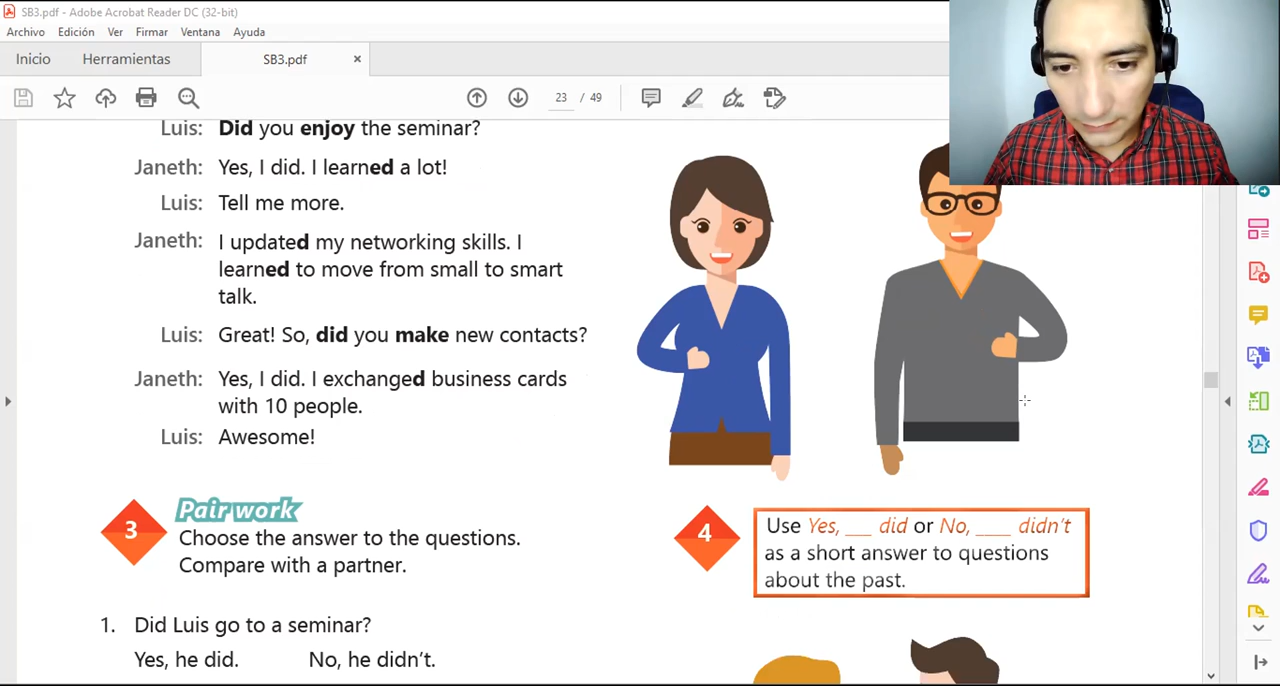 SB3.pdf - Adobe Acrobat Reader DC (32-bit)
Archivo Edición Ver Firmar Ventana Ayuda
Inicio Herramientas SB3.pdf ×
23 / 49
Luis: Did you enjoy the seminar?
Janeth: Yes, I did. I learned a lot!
Luis: Tell me more.
Janeth: I updated my networking skills. I
learned to move from small to smart
talk.
Luis: Great! So, did you make new contacts?
Janeth: Yes, I did. I exchanged business cards
with 10 people.
Luis: Awesome!
3 Pair work
Choose the answer to the questions.
Compare with a partner.
1. Did Luis go to a seminar?
Yes, he did. No, he didn't.
4 Use Yes, __ did or No, ___ didn't
as a short answer to questions
about the past.